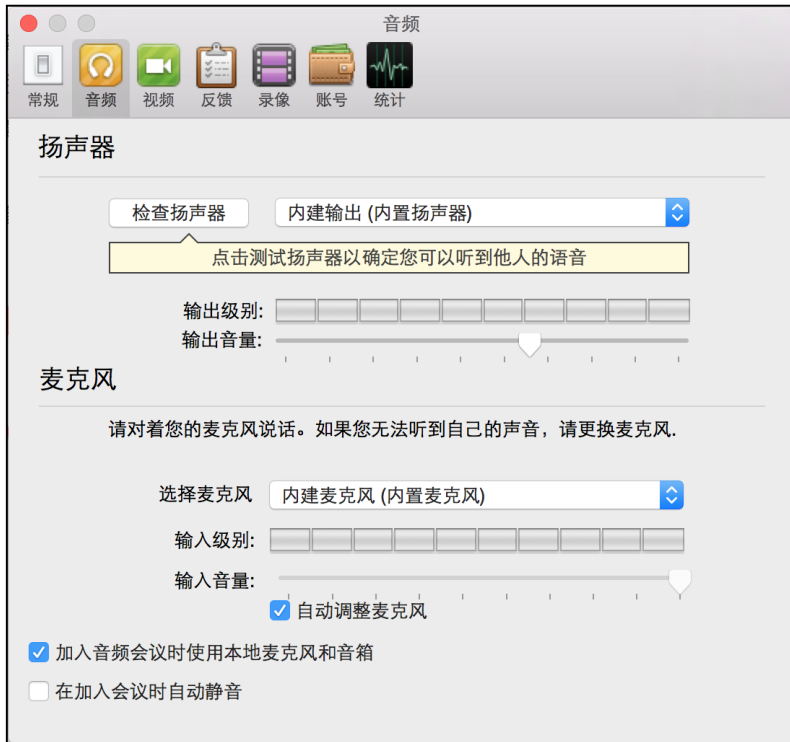 音频
常规 音频 视频 反馈 录像 账号 统计
扬声器
检查扬声器 内建输出 (内置扬声器)
点击测试扬声器以确定您可以听到他人的语音
输出级别:
输出音量:
麦克风
请对着您的麦克风说话。如果您无法听到自己的声音，请更换麦克风.
选择麦克风 内建麦克风 (内置麦克风)
输入级别:
输入音量:
自动调整麦克风
加入音频会议时使用本地麦克风和音箱
在加入会议时自动静音